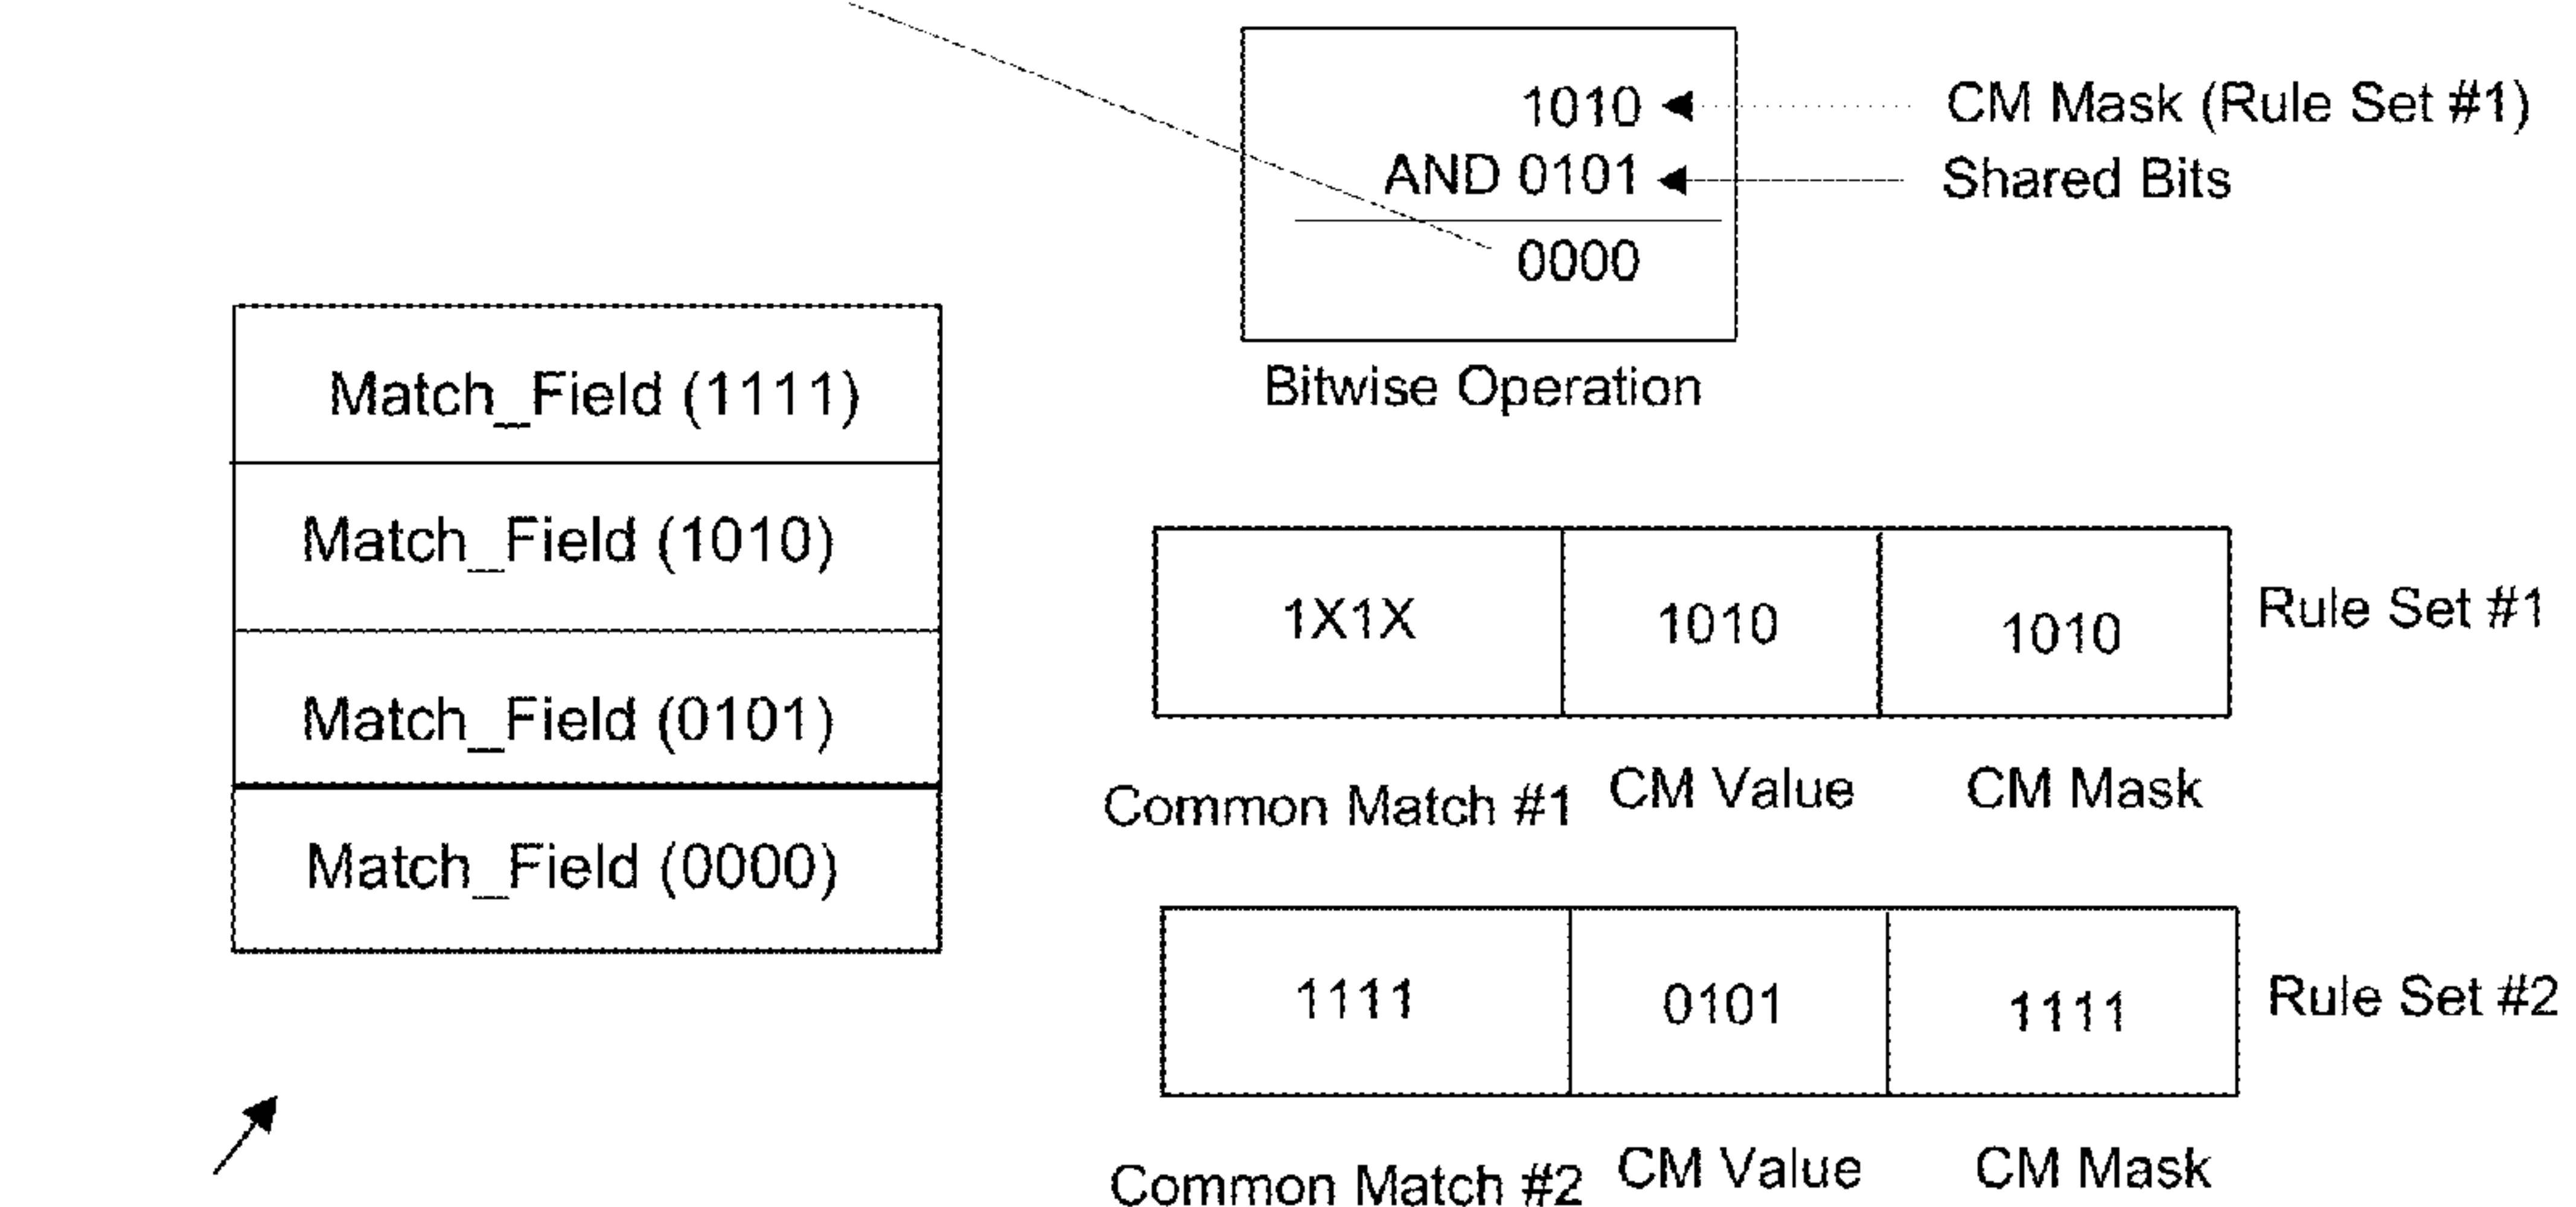 1010
CM Mask (Rule Set #1)
AND 0101
Shared Bits
0000
Bitwise Operation
Match_Field (1111)
Match_Field (1010)
Match_Field (0101)
Match_Field (0000)
1X1X 1010 1010 Rule Set #1
Common Match #1 CM Value CM Mask
1111 0101 1111 Rule Set #2
Common Match #2 CM Value CM Mask